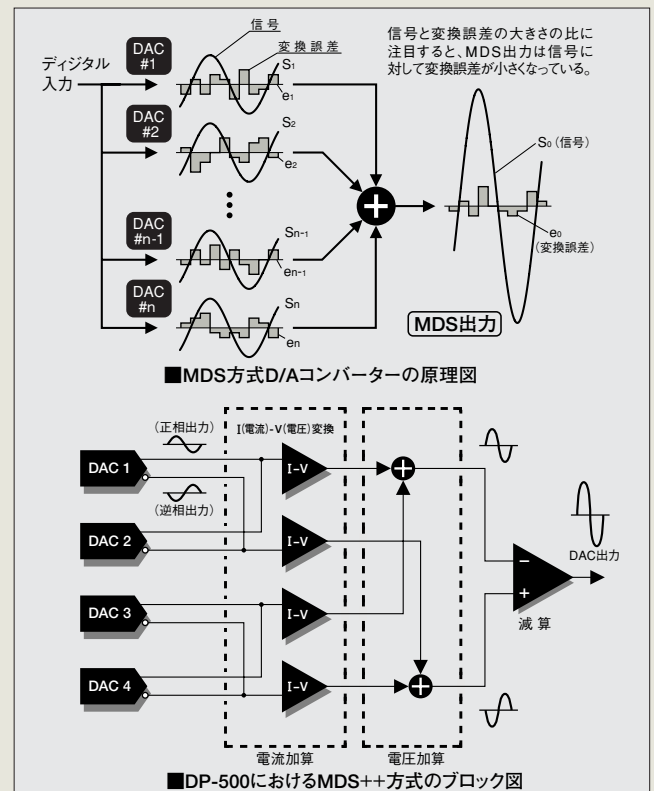 信号
変換誤差
信号と変換誤差の大きさの比に
注目すると、MDS出力は信号に
対して変換誤差が小さくなっている。
ディジタル
入力
DAC
#1
S1
e1
DAC
#2
S2
e2
S0(信号)
e0
(変換誤差)
DAC
#n-1
Sn-1
en-1
DAC
#n
Sn
en
MDS出力
■MDS方式D/Aコンバーターの原理図
(正相出力)
I(電流)-V(電圧)変換
DAC 1
I-V
(逆相出力)
DAC 2
I-V
DAC出力
減算
DAC 3
I-V
DAC 4
I-V
電流加算
電圧加算
■DP-500におけるMDS++方式のブロック図